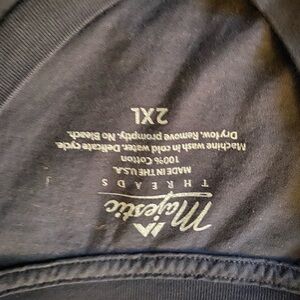 Majestic
THREADS
MADE IN THE U.S.A.
100% Cotton
Machine wash in cold water. Delicate cycle.
Dry low. Remove promptly. No Bleach.
2XL